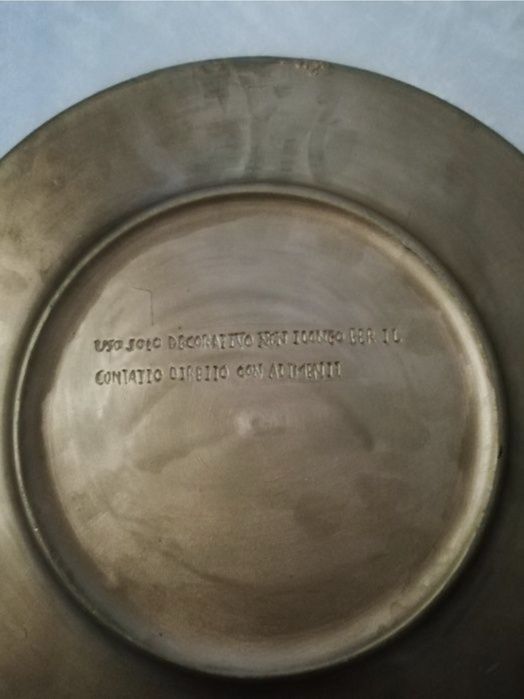 USO SOLO DECORATIVO NON IDONEO PER IL
CONTATTO DIRETTO CON ALIMENTI